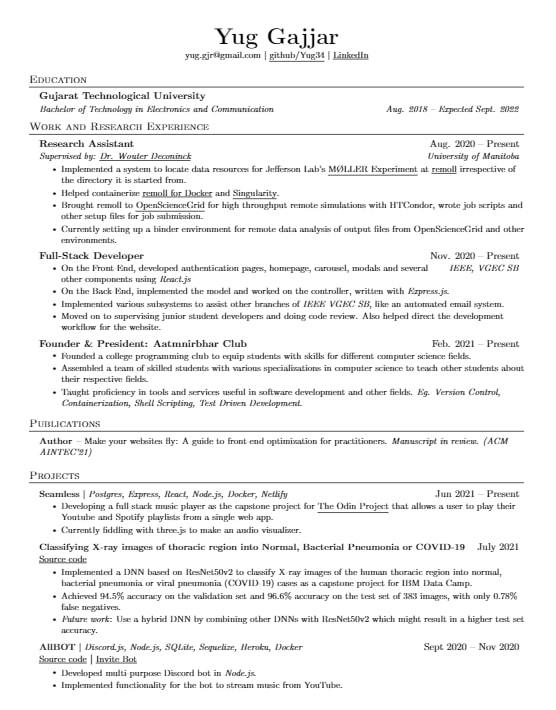 Yug Gajjar
yug.gjr@gmail.com | github/Yug34 | LinkedIn
Education
Gujarat Technological University
Bachelor of Technology in Electronics and Communication Aug. 2018 – Expected Sept. 2022
Work and Research Experience
Research Assistant Aug. 2020 – Present
Supervised by: Dr. Wouter Deconinck University of Manitoba
• Implemented a system to locate data resources for Jefferson Lab's MØLLER Experiment at remoll irrespective of
the directory it is started from.
• Helped containerize remoll for Docker and Singularity.
• Brought remoll to OpenScienceGrid for high throughput remote simulations with HTCondor, wrote job scripts and
other setup files for job submission.
• Currently setting up a binder environment for remote data analysis of output files from OpenScienceGrid and other
environments.
Full-Stack Developer Nov. 2020 – Present
• On the Front End, developed authentication pages, homepage, carousel, modals and several IEEE, VGEC SB
other components using React.js
• On the Back End, implemented the model and worked on the controller, written with Express.js.
• Implemented various subsystems to assist other branches of IEEE VGEC SB, like an automated email system.
• Moved on to supervising junior student developers and doing code review. Also helped direct the development
workflow for the website.
Founder & President: Aatmnirbhar Club Feb. 2021 – Present
• Founded a college programming club to equip students with skills for different computer science fields.
• Assembled a team of skilled students with various specializations in computer science to teach other students about
their respective fields.
• Taught proficiency in tools and services useful in software development and other fields. Eg. Version Control,
Containerization, Shell Scripting, Test Driven Development.
Publications
Author – Make your websites fly: A guide to front-end optimization for practitioners. Manuscript in review. (ACM
AINTEC'21)
Projects
Seamless | Postgres, Express, React, Node.js, Docker, Netlify Jun 2021 – Present
• Developing a full stack music player as the capstone project for The Odin Project that allows a user to play their
Youtube and Spotify playlists from a single web app.
• Currently fiddling with three.js to make an audio visualizer.
Classifying X-ray images of thoracic region into Normal, Bacterial Pneumonia or COVID-19 July 2021
Source code
• Implemented a DNN based on ResNet50v2 to classify X-ray images of the human thoracic region into normal,
bacterial pneumonia or viral pneumonia (COVID-19) cases as a capstone project for IBM Data Camp.
• Achieved 94.5% accuracy on the validation set and 96.6% accuracy on the test set of 383 images, with only 0.78%
false negatives.
• Future work: Use a hybrid DNN by combining other DNNs with ResNet50v2 which might result in a higher test set
accuracy.
AllBOT | Discord.js, Node.js, SQLite, Sequelize, Heroku, Docker Sept 2020 – Nov 2020
Source code | Invite Bot
• Developed multi-purpose Discord bot in Node.js.
• Implemented functionality for the bot to stream music from YouTube.